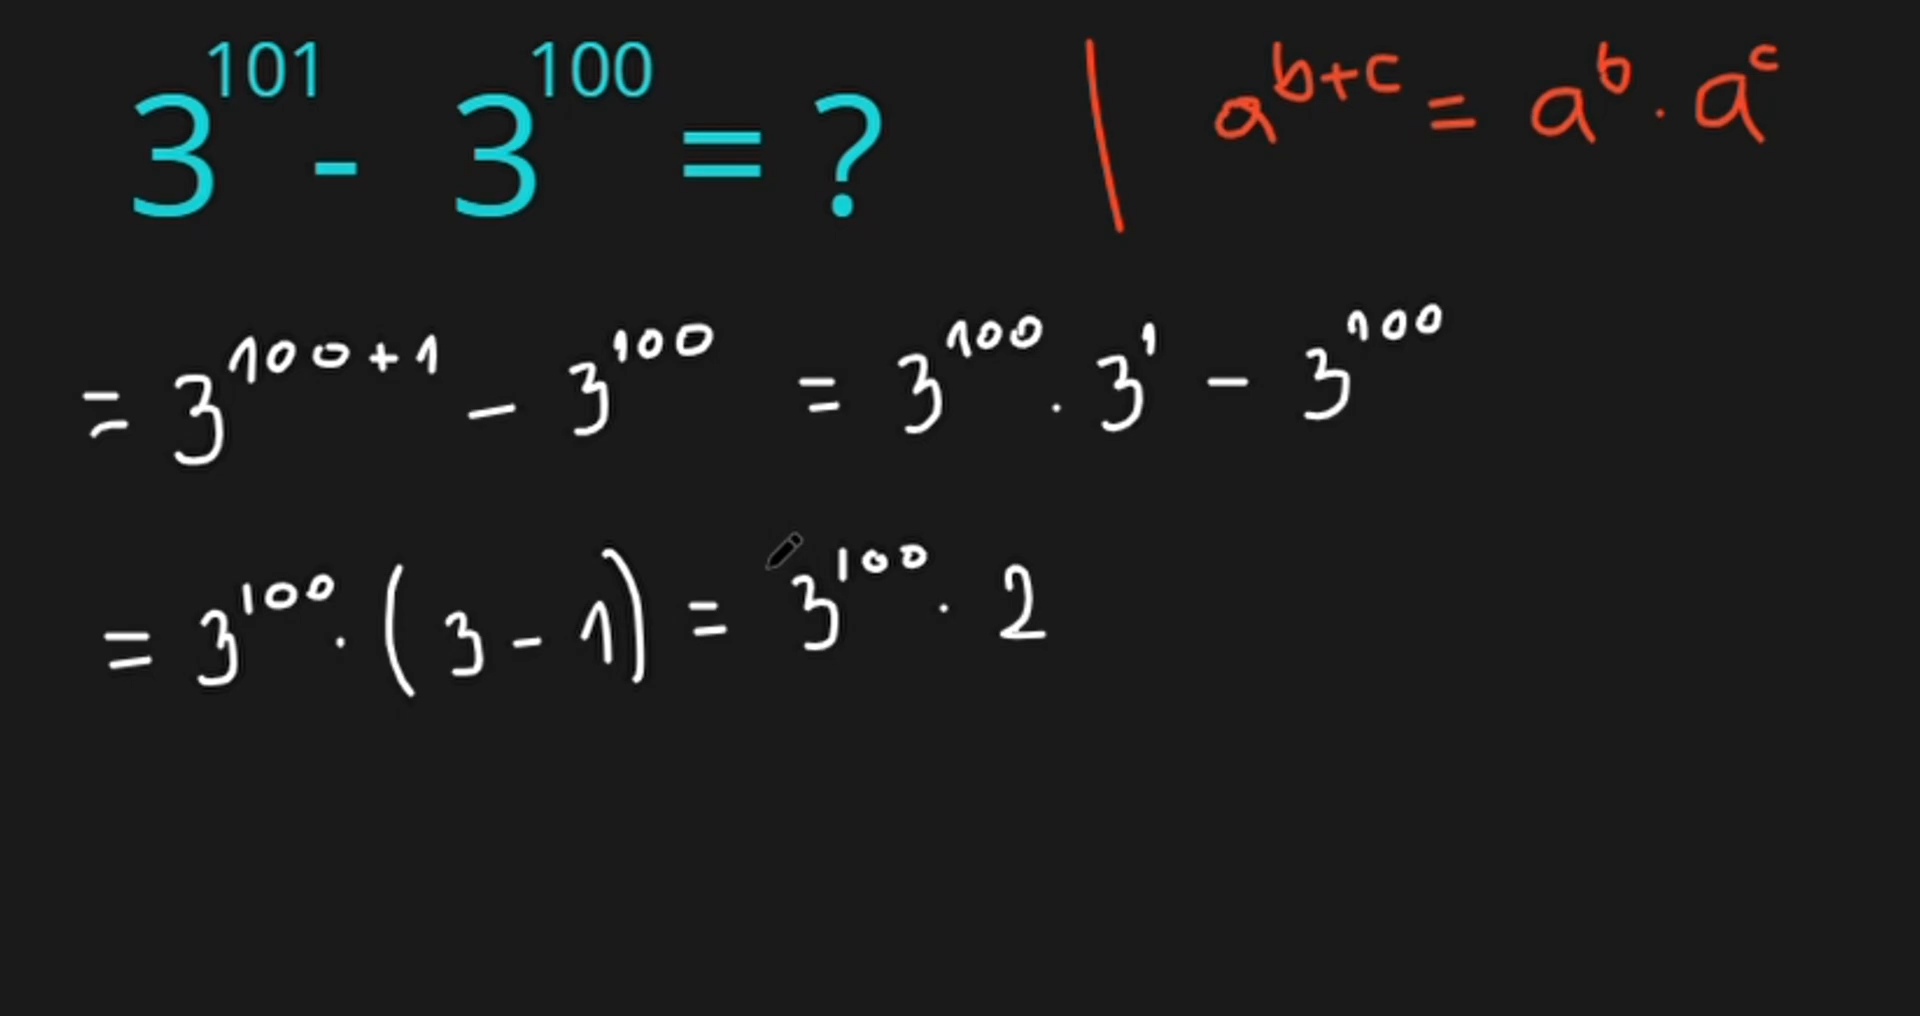 3^101 - 3^100 = ? | a^b+c = a^b · a^c
= 3^100+1 - 3^100 = 3^100 · 3^1 - 3^100
= 3^100 · (3 - 1) = 3^100 · 2